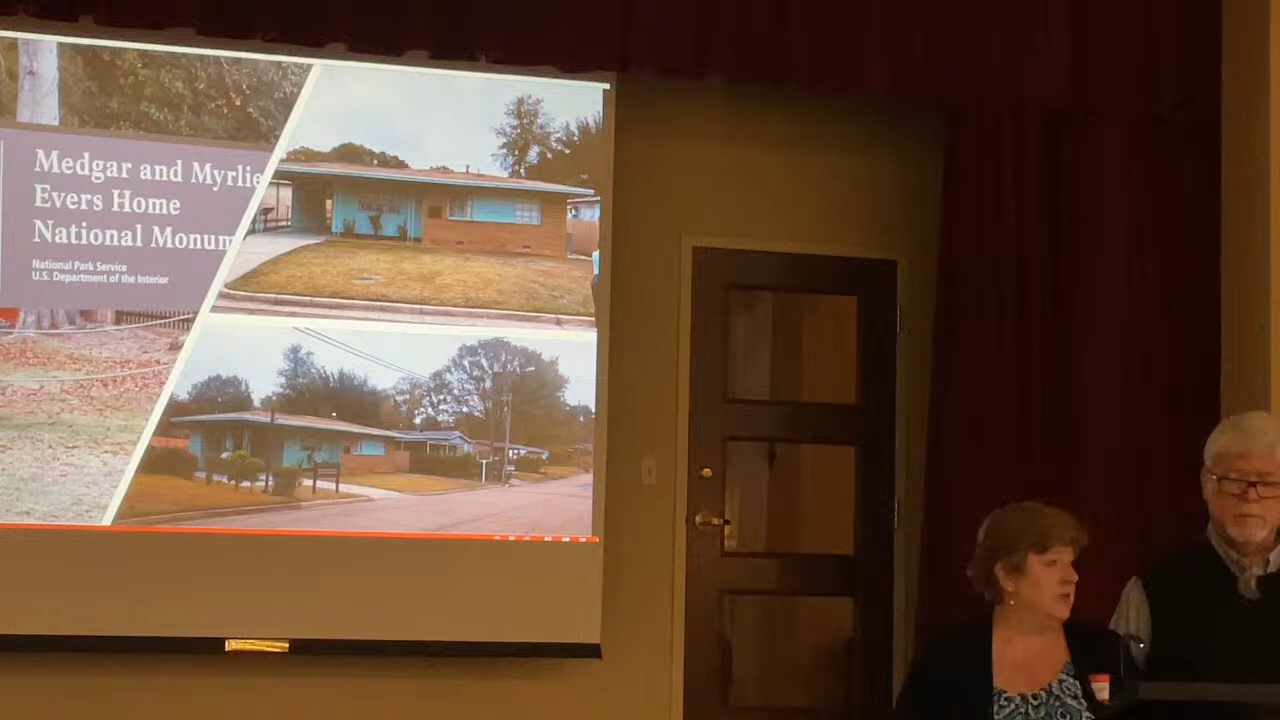 Medgar and Myrlie
Evers Home
National Monum
National Park Service
U.S. Department of the Interior